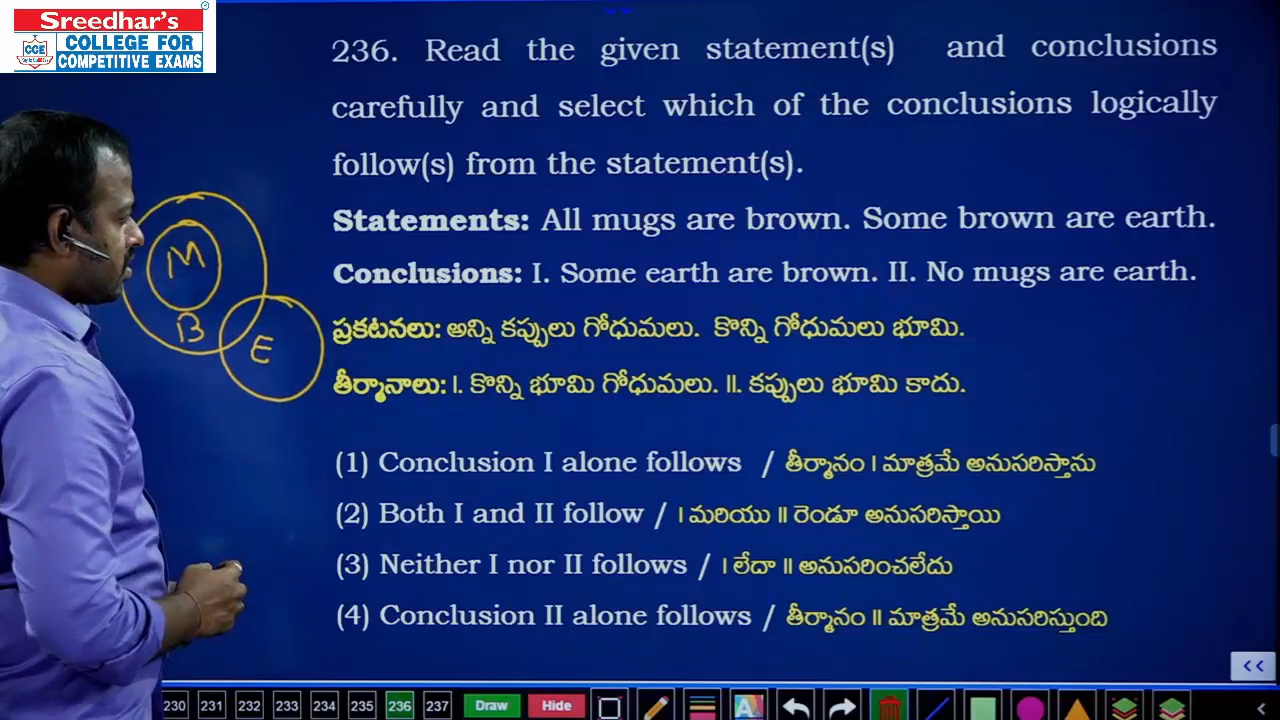 Sreedhar's
CCE
COLLEGE FOR
COMPETITIVE EXAMS
236. Read the given statement(s) and conclusions
carefully and select which of the conclusions logically
follow(s) from the statement(s).
Statements: All mugs are brown. Some brown are earth.
Conclusions: I. Some earth are brown. II. No mugs are earth.
ప్రకటనలు: అన్ని కప్పులు గోధుమలు. కొన్ని గోధుమలు భూమి.
తీర్మానాలు: I. కొన్ని భూమి గోధుమలు. II. కప్పులు భూమి కాదు.
(1) Conclusion I alone follows / తీర్మానం I మాత్రమే అనుసరిస్తాను
(2) Both I and II follow / I మరియు II రెండూ అనుసరిస్తాయి
(3) Neither I nor II follows / I లేదా II అనుసరించలేదు
(4) Conclusion II alone follows / తీర్మానం II మాత్రమే అనుసరిస్తుంది
M
B
E
<<
230 231 232 233 234 235 236 237 Draw Hide